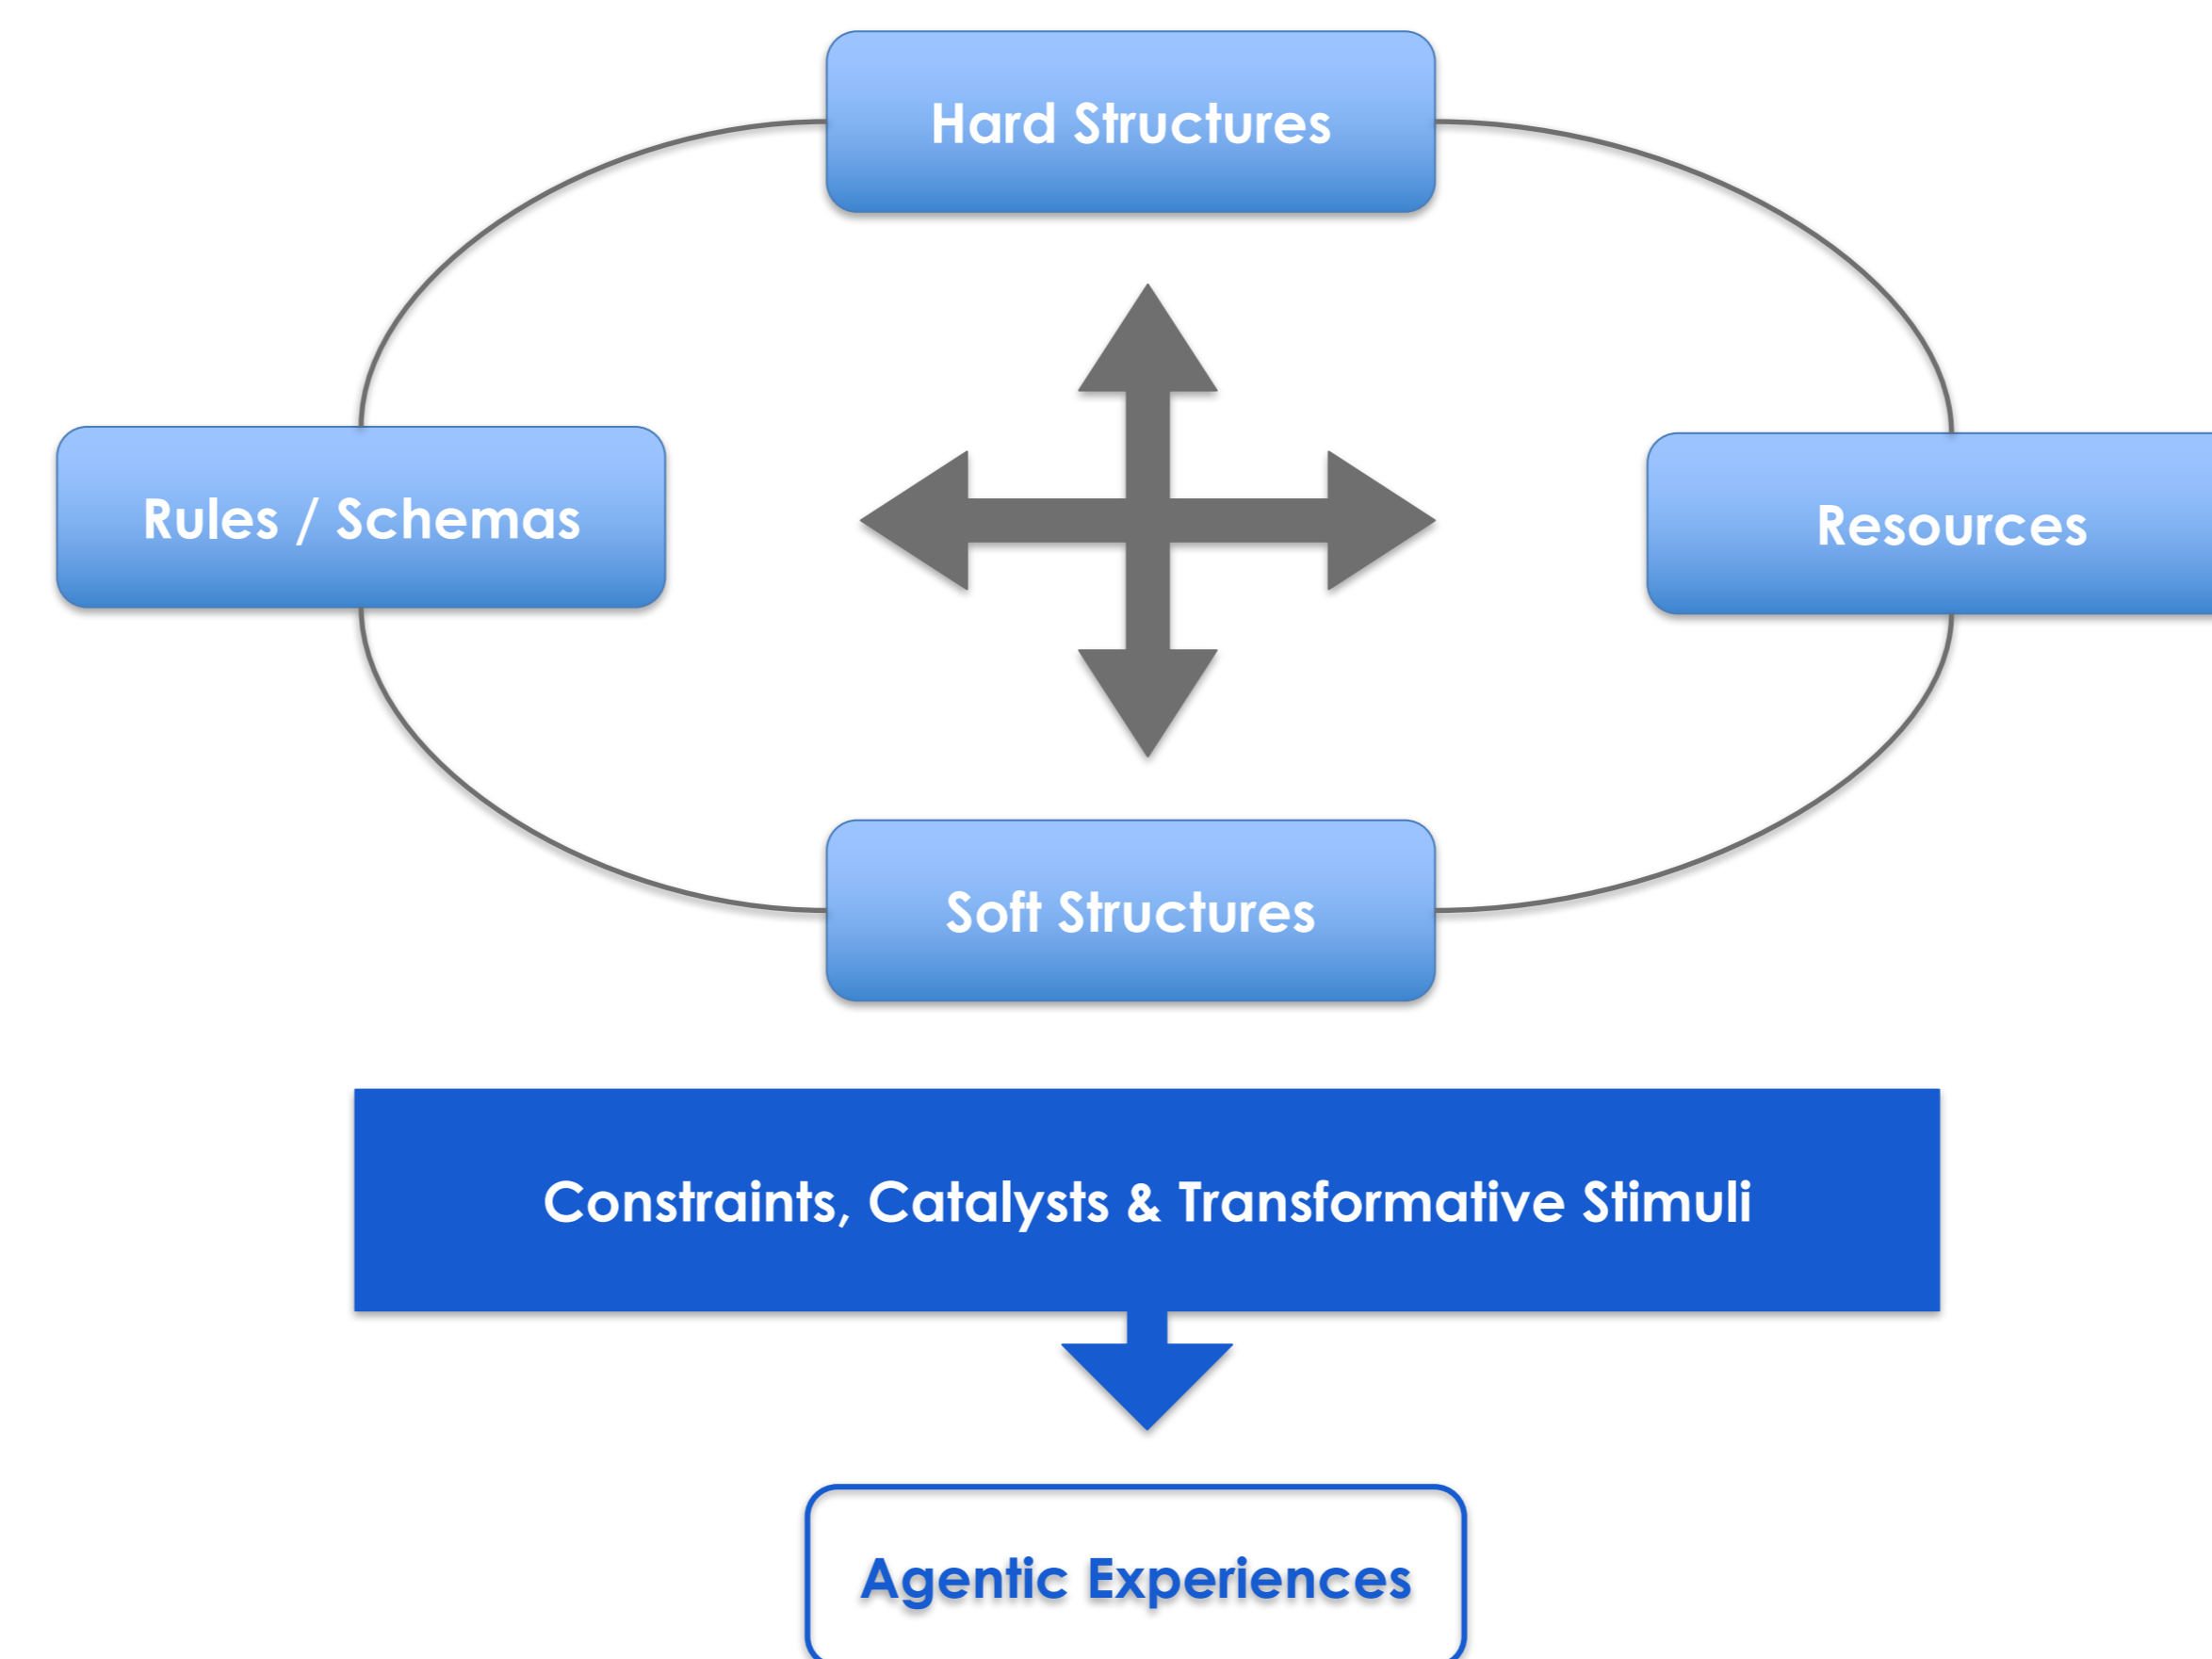 Hard Structures
Rules / Schemas
Resources
Soft Structures
Constraints, Catalysts & Transformative Stimuli
Agentic Experiences